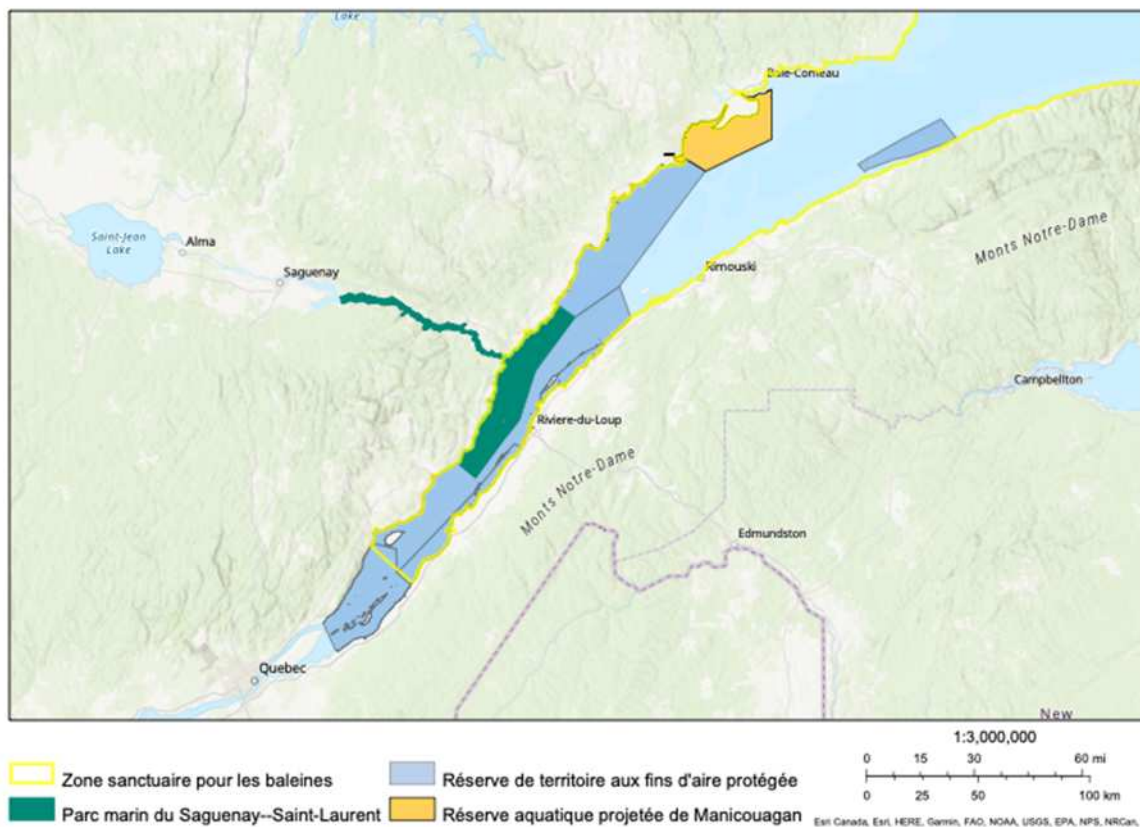 Lake
Baie-Comeau
Saint-Jean
Lake
Alma
Saguenay
Monts Notre-Dame
Rimouski
Campbellton
Riviere-du-Loup
Monts Notre-Dame
Edmundston
Quebec
New
1:3,000,000
0 15 30 60 mi
0 25 50 100 km
Zone sanctuaire pour les baleines
Réserve de territoire aux fins d'aire protégée
Parc marin du Saguenay--Saint-Laurent
Réserve aquatique projetée de Manicouagan
Esri Canada, Esri, HERE, Garmin, FAO, NOAA, USGS, EPA, NPS, NRCan,